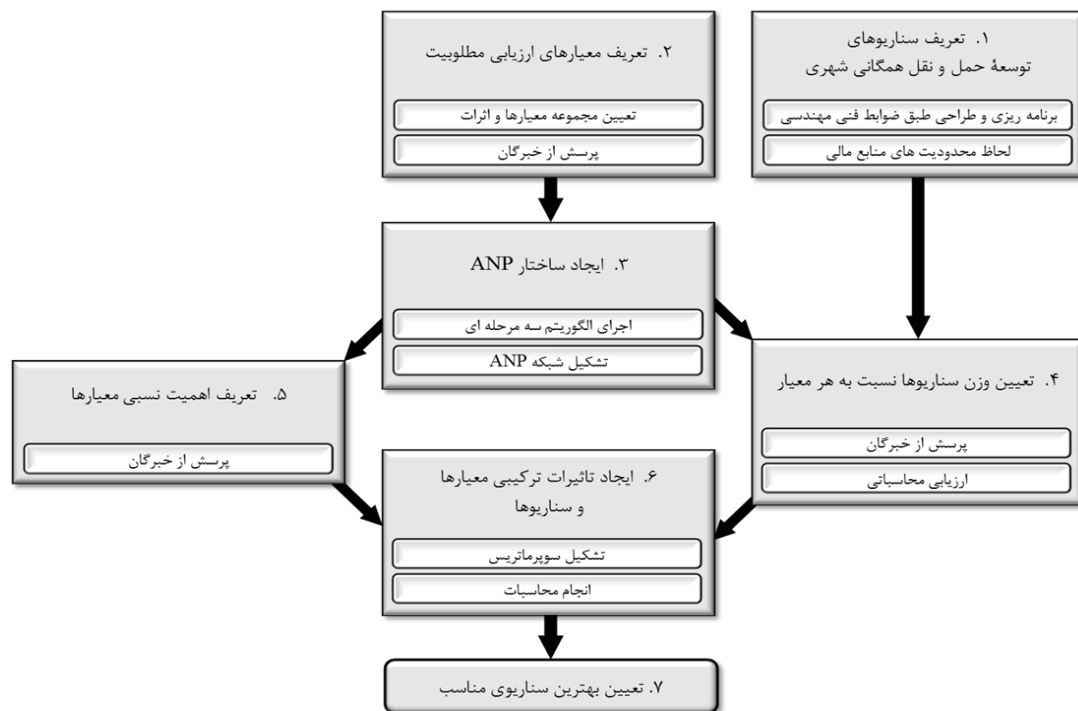 ۱. تعریف سناریوهای
توسعهٔ حمل و نقل همگانی شهری
برنامه ریزی و طراحی طبق ضوابط فنی مهندسی
لحاظ محدودیت های منابع مالی
۲. تعریف معیارهای ارزیابی مطلوبیت
تعیین مجموعه معیارها و اثرات
پرسش از خبرگان
۳. ایجاد ساختار ANP
اجرای الگوریتم سه مرحله ای
تشکیل شبکه ANP
۴. تعیین وزن سناریوها نسبت به هر معیار
پرسش از خبرگان
ارزیابی محاسباتی
۵. تعریف اهمیت نسبی معیارها
پرسش از خبرگان
۶. ایجاد تاثیرات ترکیبی معیارها
و سناریوها
تشکیل سوپرماتریس
انجام محاسبات
۷. تعیین بهترین سناریوی مناسب